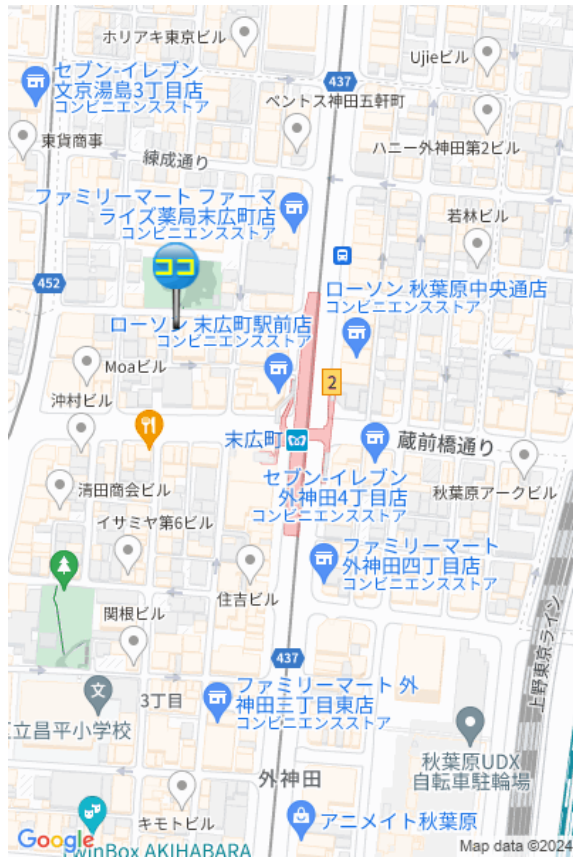 ホリアキ東京ビル
Ujieビル
セブン-イレブン
文京湯島3丁目店
コンビニエンスストア
437
ベントス神田五軒町
東貨商事
練成通り
ハニー外神田第2ビル
ファミリーマート ファーマ
ライズ薬局末広町店
コンビニエンスストア
若林ビル
ココ
452
ローソン 秋葉原中央通店
コンビニエンスストア
ローソン 末広町駅前店
コンビニエンスストア
Moaビル
2
沖村ビル
末広町
蔵前橋通り
セブン-イレブン
外神田4丁目店
コンビニエンスストア
清田商会ビル
秋葉原アークビル
イサミヤ第6ビル
ファミリーマート
外神田四丁目店
コンビニエンスストア
住吉ビル
関根ビル
437
上野東京ライン
3丁目
ファミリーマート 外
神田三丁目東店
コンビニエンスストア
文
立昌平小学校
秋葉原UDX
自転車駐輪場
外神田
キモトビル
アニメイト秋葉原
Google
winBox AKIHABARA
Map data ©2024